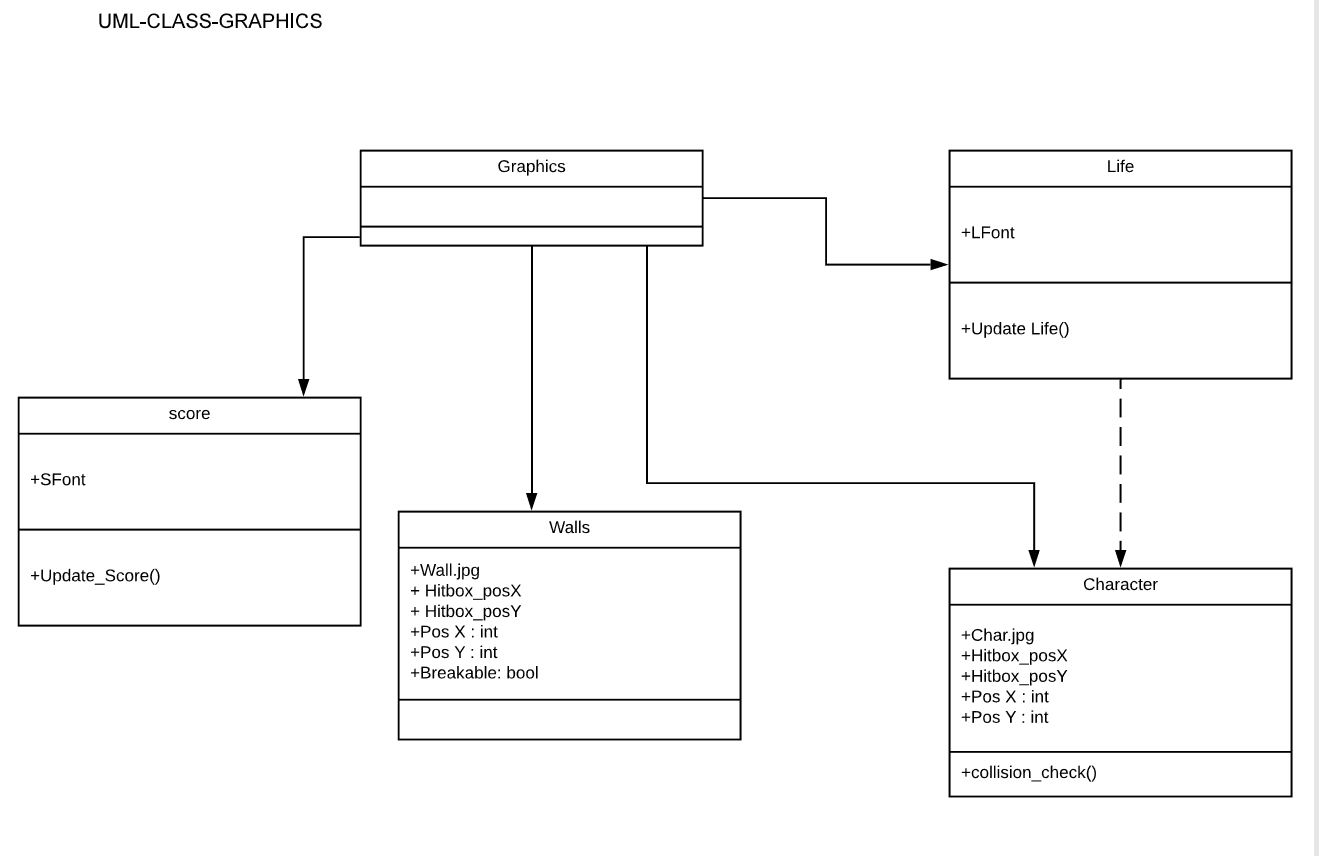 UML-CLASS-GRAPHICS
Graphics
Life
+LFont
+Update Life()
score
+SFont
+Update_Score()
Walls
+Wall.jpg
+ Hitbox_posX
+ Hitbox_posY
+Pos X : int
+Pos Y : int
+Breakable: bool
Character
+Char.jpg
+Hitbox_posX
+Hitbox_posY
+Pos X : int
+Pos Y : int
+collision_check()